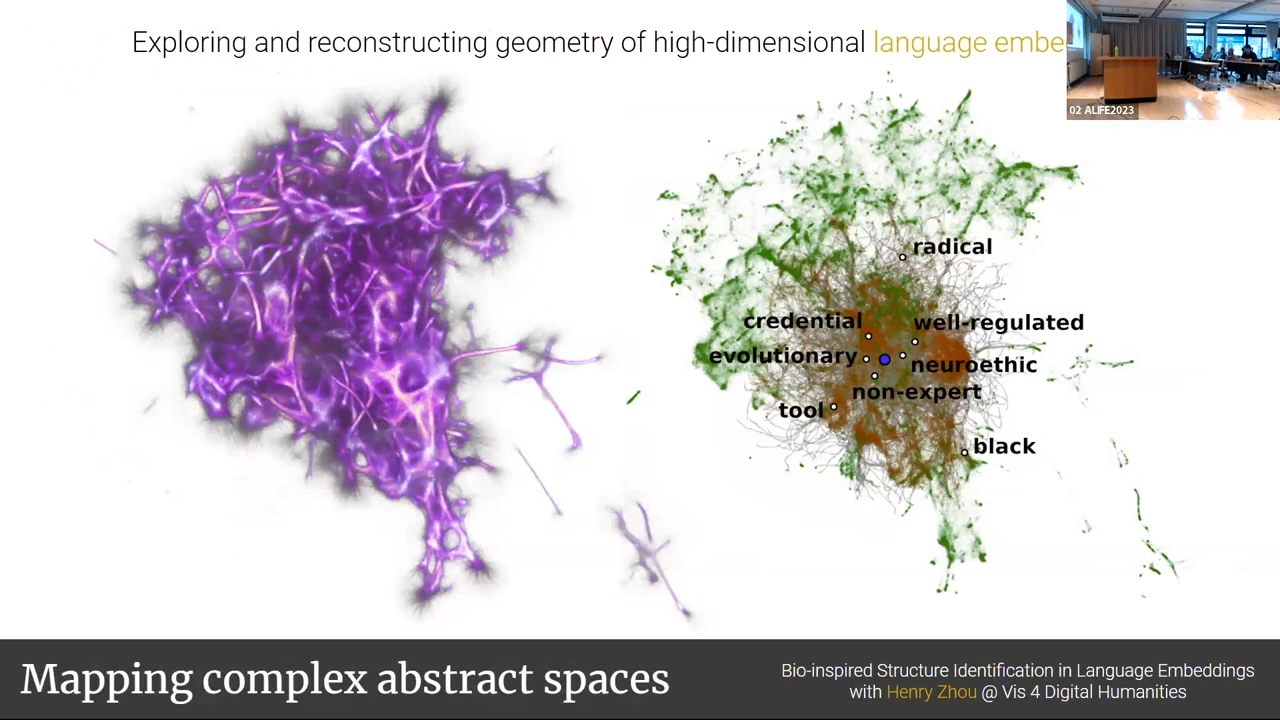 Exploring and reconstructing geometry of high-dimensional language embe
02 ALIFE2023
radical
credential
well-regulated
evolutionary
neuroethic
non-expert
tool
black
Mapping complex abstract spaces
Bio-inspired Structure Identification in Language Embeddings
with Henry Zhou @ Vis 4 Digital Humanities